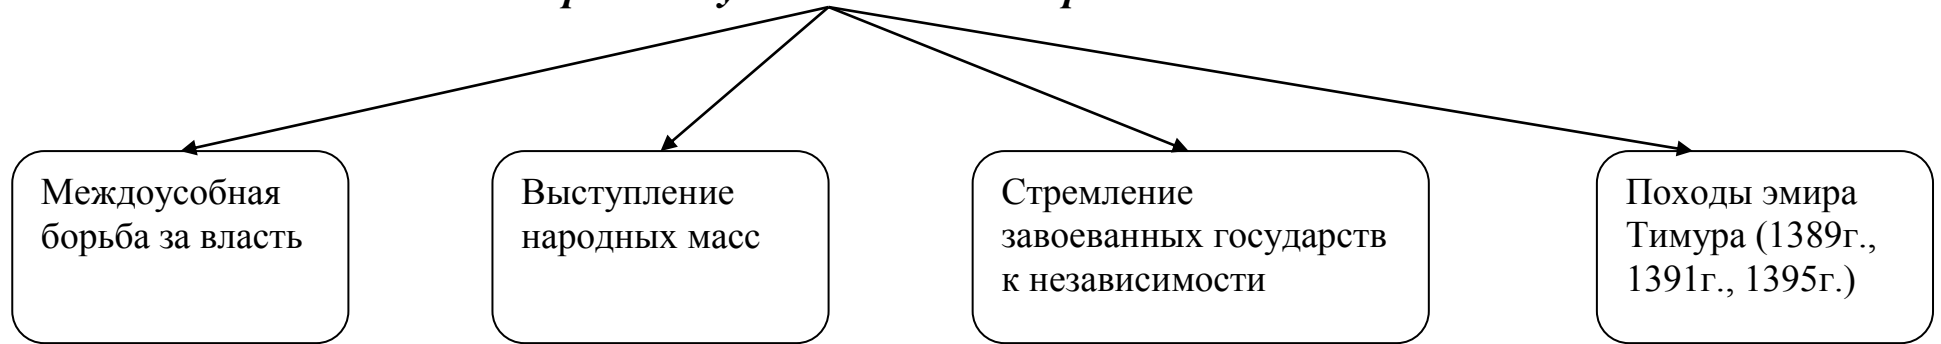 Междоусобная
борьба за власть
Выступление
народных масс
Стремление
завоеванных государств
к независимости
Походы эмира
Тимура (1389г.,
1391г., 1395г.)